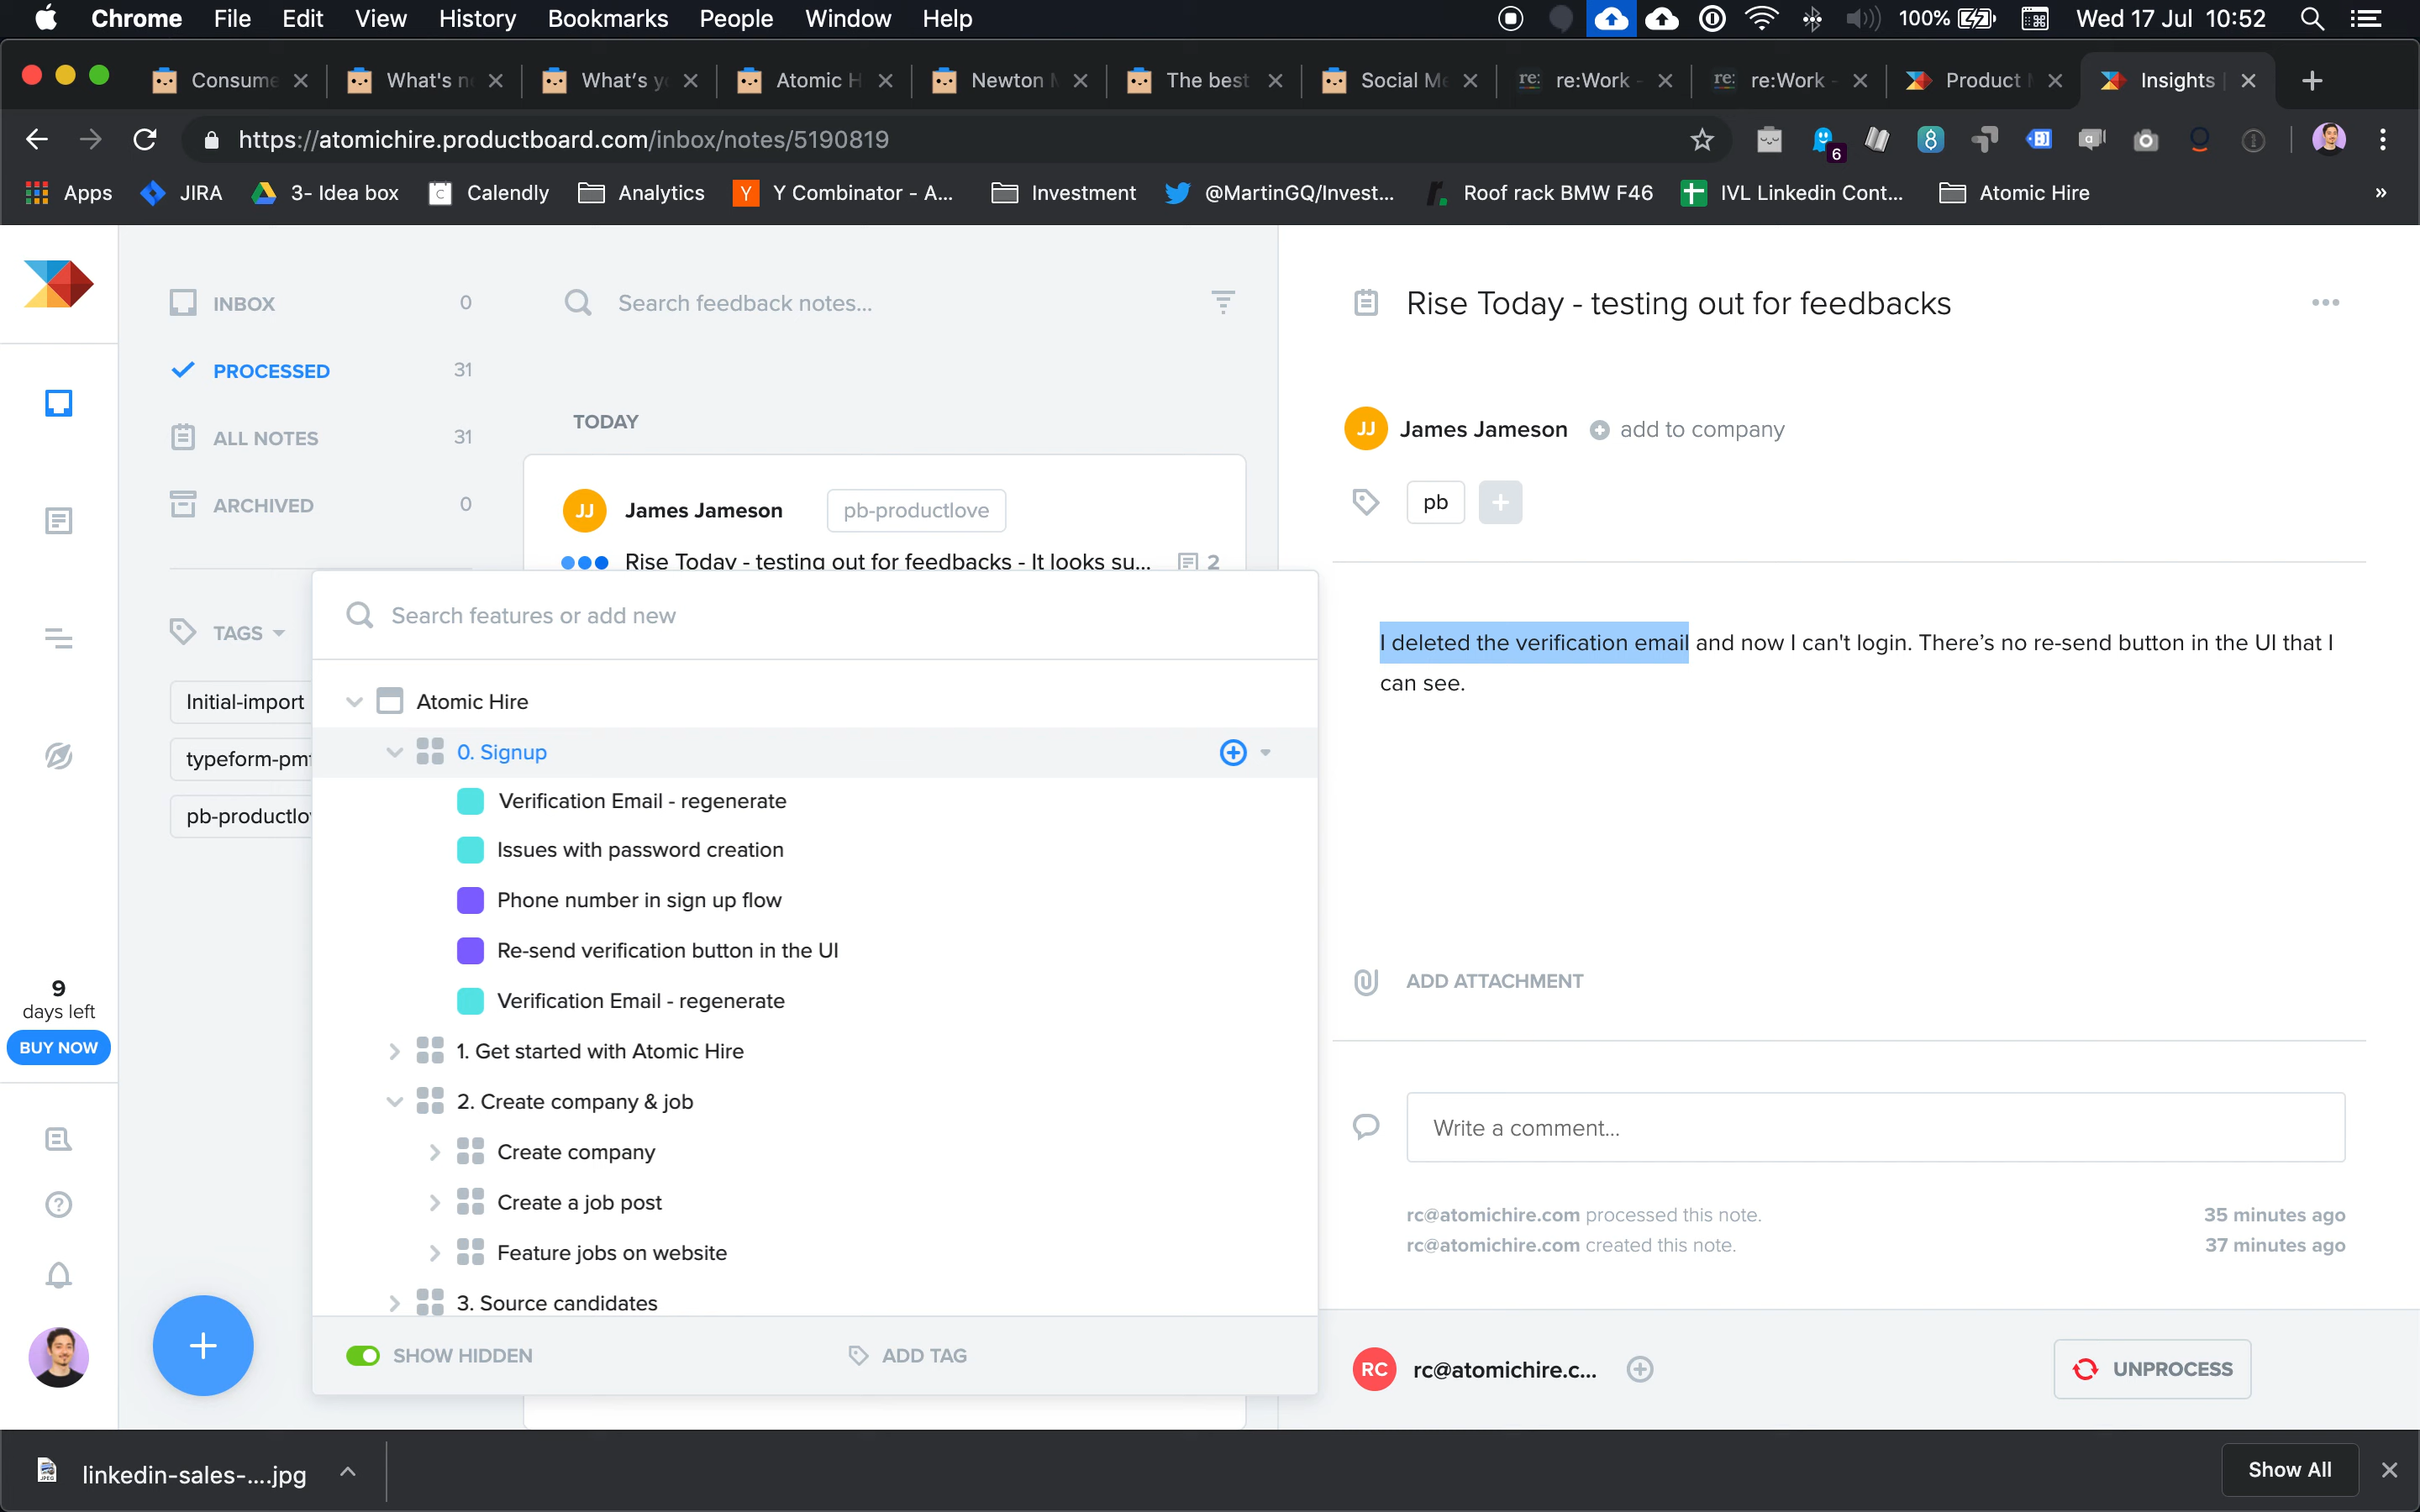 Chrome File Edit View History Bookmarks People Window Help 100% Wed 17 Jul 10:52
Consume What's n What's y Atomic H Newton The best Social Me re: re:Work - re: re:Work - Product Insights
https://atomichire.productboard.com/inbox/notes/5190819
6
Apps JIRA 3- Idea box Calendly Analytics Y Combinator - A... Investment @MartinGQ/Invest... Roof rack BMW F46 IVL Linkedin Cont... Atomic Hire »
INBOX 0
PROCESSED 31
ALL NOTES 31
ARCHIVED 0
TAGS
Initial-import
typeform-pm
pb-productlo
9
days left
BUY NOW
Search feedback notes...
TODAY
JJ James Jameson pb-productlove
Rise Today - testing out for feedbacks - It looks su... 2
Search features or add new
Atomic Hire
0. Signup
Verification Email - regenerate
Issues with password creation
Phone number in sign up flow
Re-send verification button in the UI
Verification Email - regenerate
1. Get started with Atomic Hire
2. Create company & job
Create company
Create a job post
Feature jobs on website
3. Source candidates
SHOW HIDDEN ADD TAG
Rise Today - testing out for feedbacks
JJ James Jameson add to company
pb
I deleted the verification email and now I can't login. There's no re-send button in the UI that I
can see.
ADD ATTACHMENT
Write a comment...
rc@atomichire.com processed this note. 35 minutes ago
rc@atomichire.com created this note. 37 minutes ago
RC rc@atomichire.c... UNPROCESS
linkedin-sales-....jpg Show All